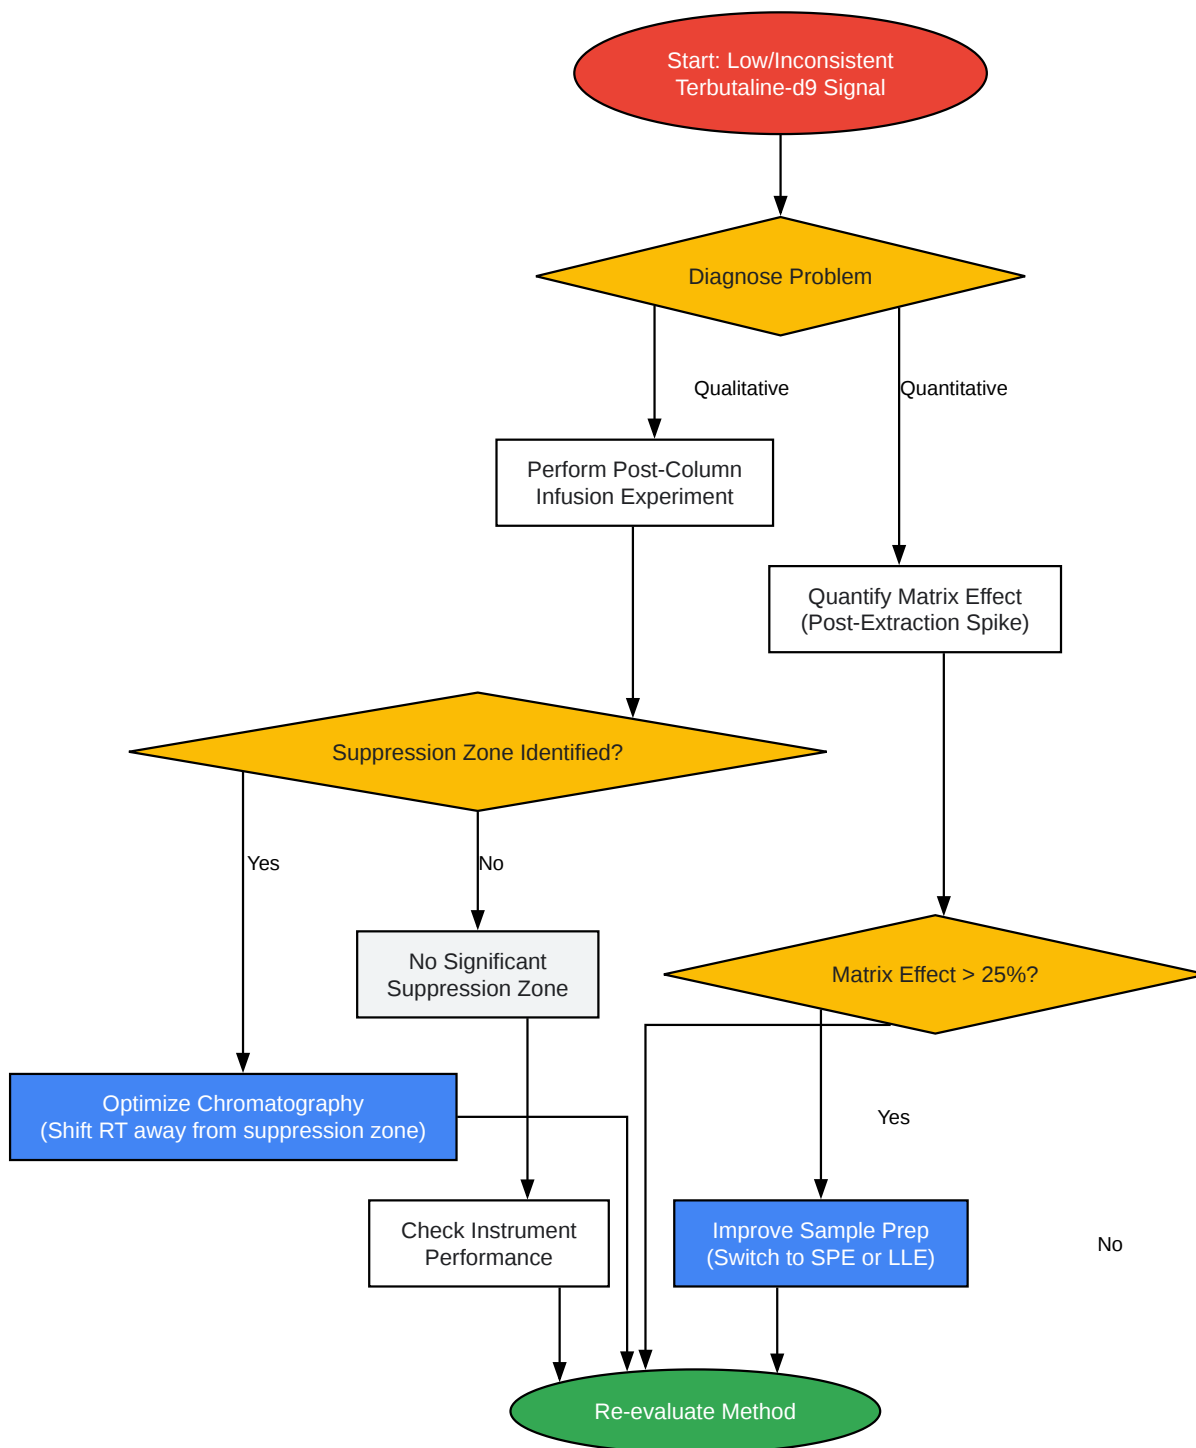 Start: Low/Inconsistent
Terbutaline-d9 Signal
Diagnose Problem
Qualitative
Quantitative
Perform Post-Column
Infusion Experiment
Quantify Matrix Effect
(Post-Extraction Spike)
Suppression Zone Identified?
Yes
No
No Significant
Suppression Zone
Matrix Effect > 25%?
Optimize Chromatography
(Shift RT away from suppression zone)
Yes
Check Instrument
Performance
Improve Sample Prep
(Switch to SPE or LLE)
No
Re-evaluate Method